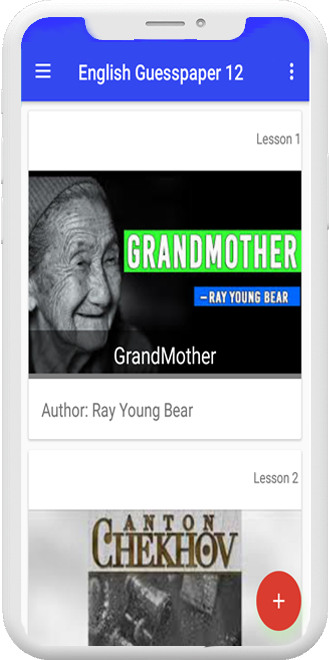 English Guesspaper 12
Lesson 1
GRANDMOTHER
–RAY YOUNG BEAR
GrandMother
Author: Ray Young Bear
Lesson 2
ANTON
CHEKHOV
+